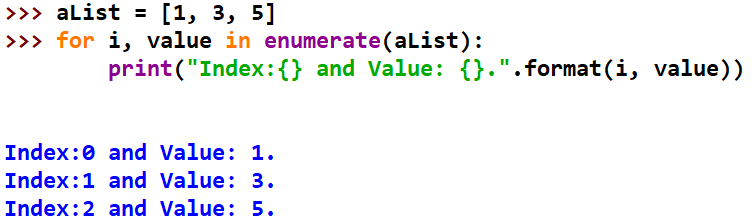 >>> aList = [1, 3, 5]
>>> for i, value in enumerate(aList):
        print("Index:{} and Value: {}.".format(i, value))
Index:0 and Value: 1.
Index:1 and Value: 3.
Index:2 and Value: 5.